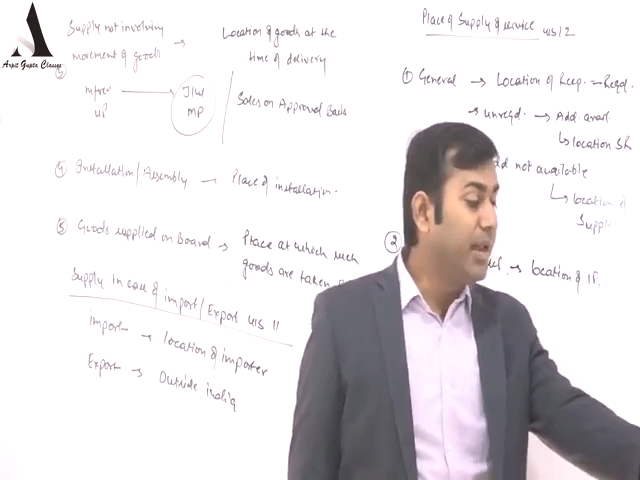 Arpit Gupta Classes
Supply not involving
movement of goods →
Location of goods at the
time of delivery
UP
J/W
MP
Sales on Approval Basis
④ Installation / Assembly — Place of installation.
⑤ Goods supplied on Board → Place at which such
goods are taken
Supply in case of import / Export u/s 11
import → location of importer
Export → Outside india
Place of Supply of service u/s 12
① General → Location of Recp. — Regd.
→ unregd. → Add avail.
↳ location SR
not available
↳ location of
Suppli
②
→ location of IP.